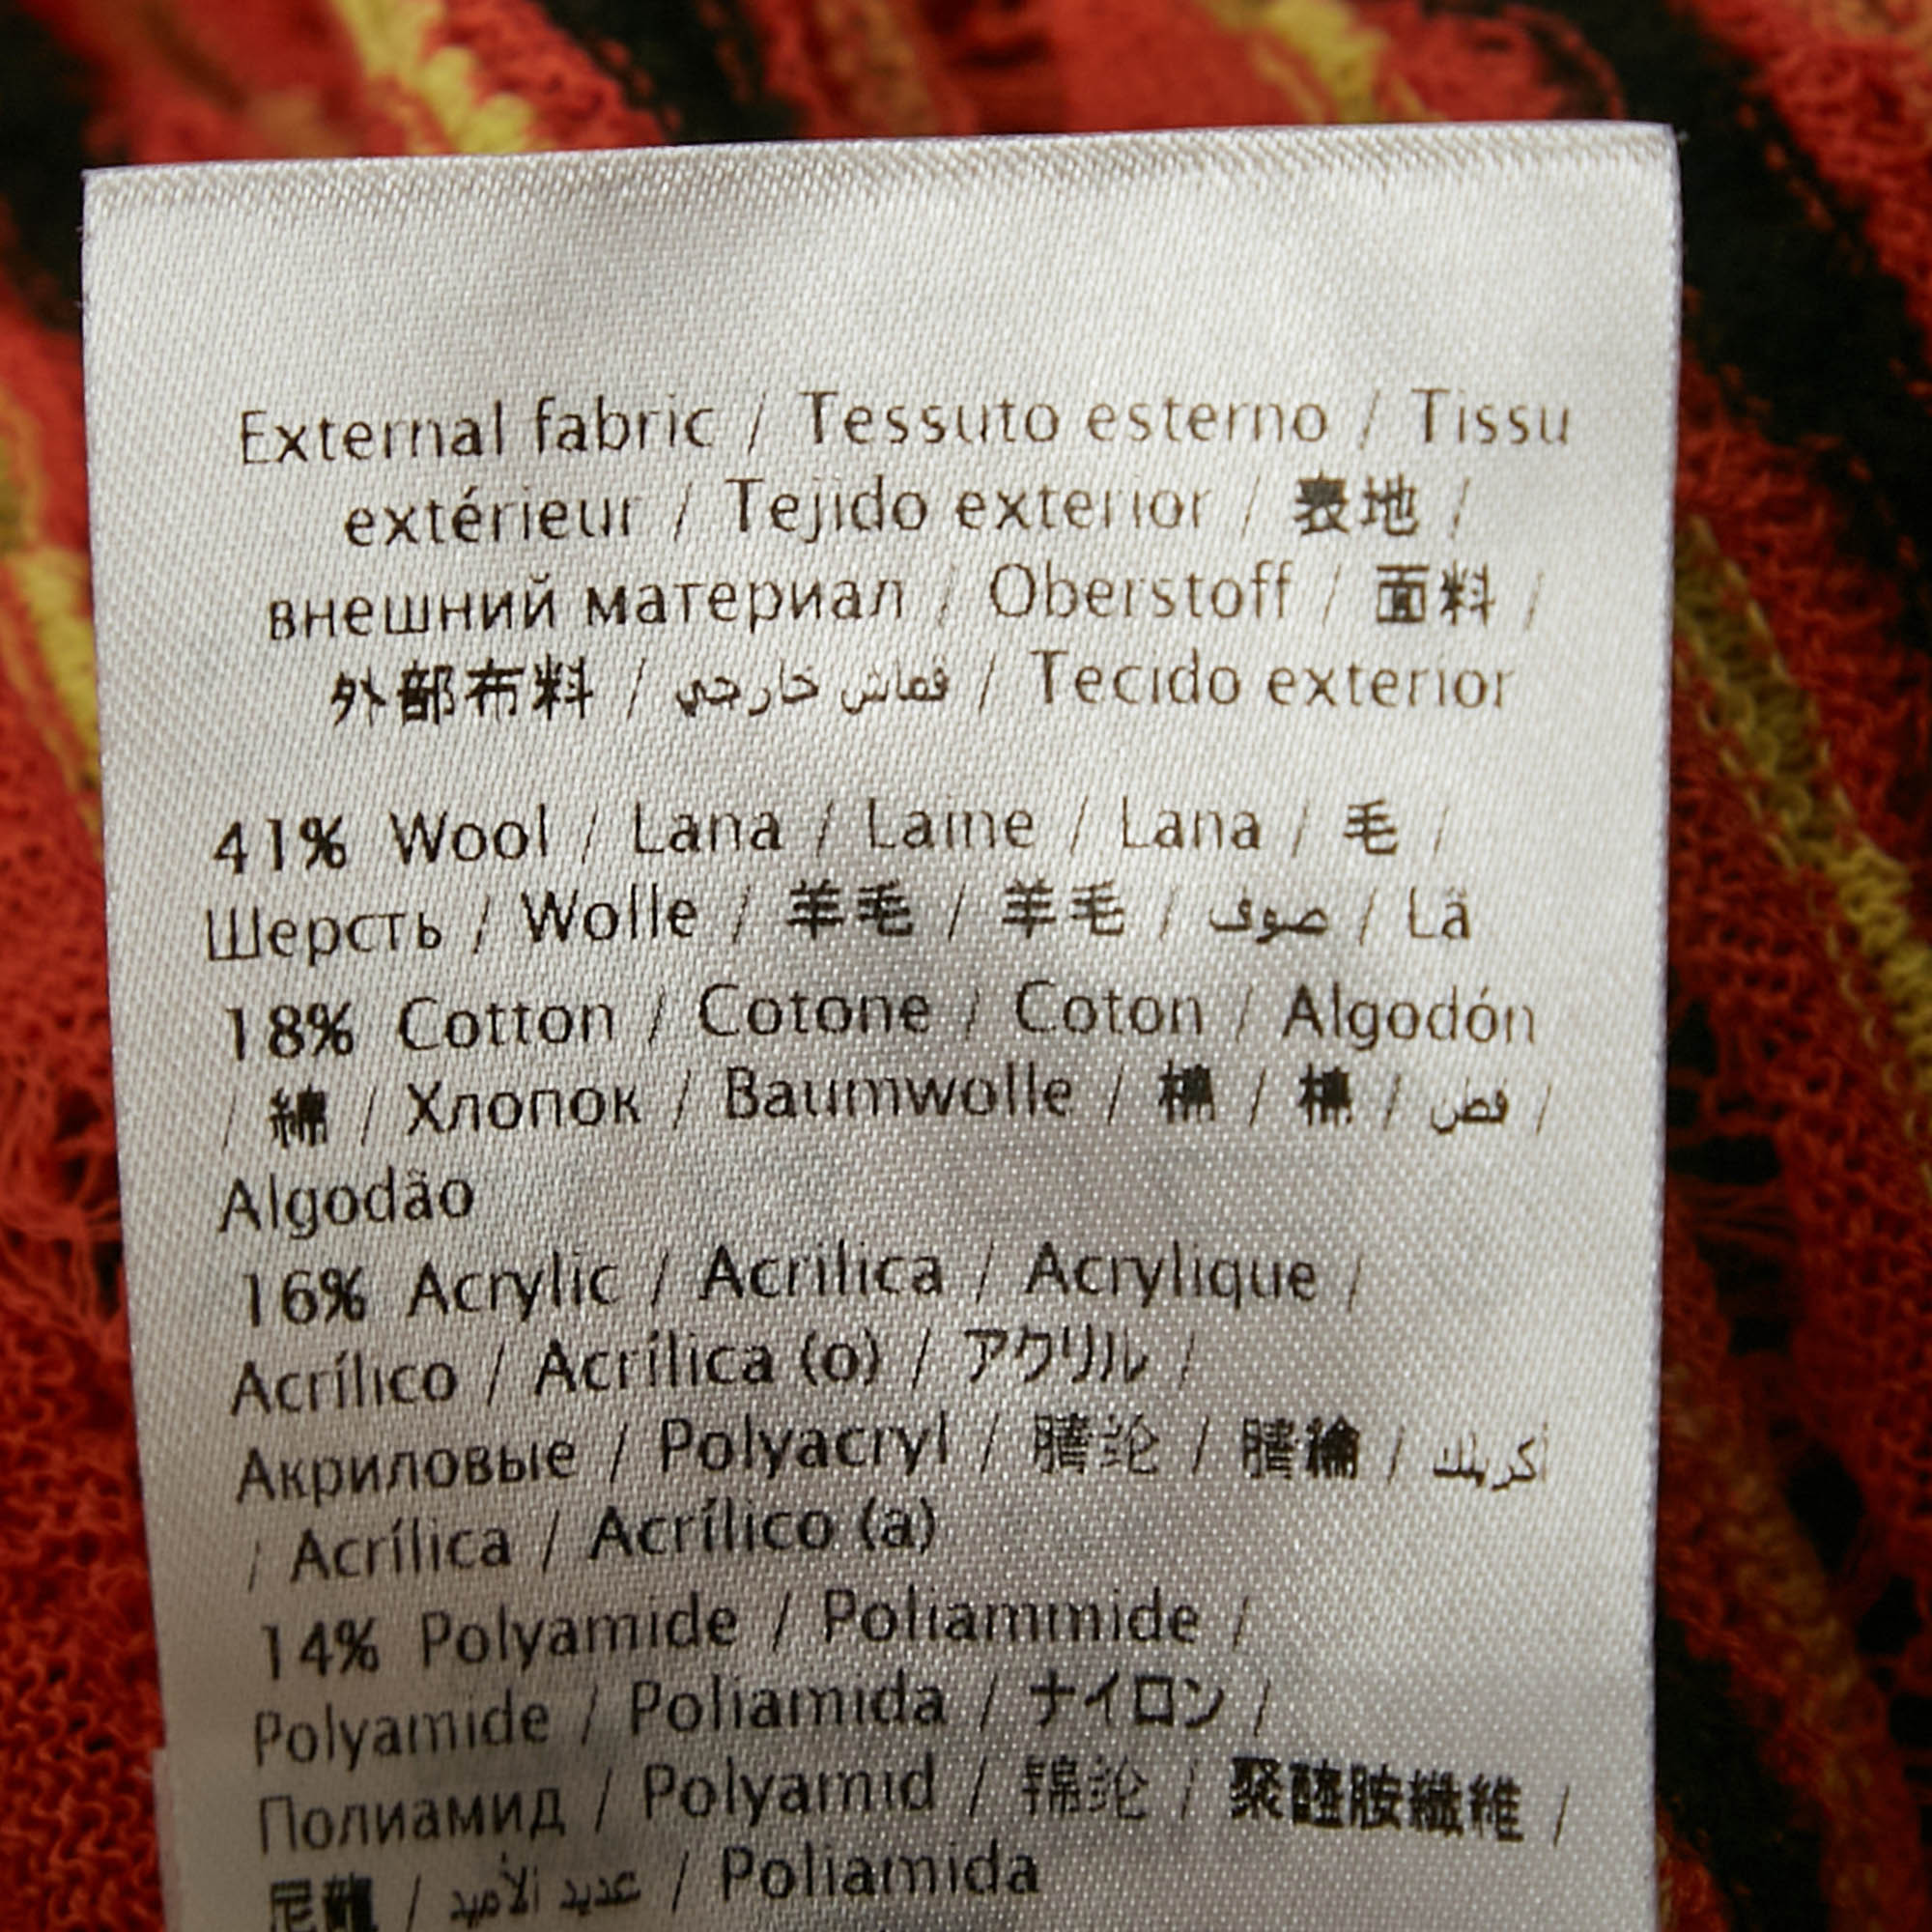 External fabric / Tessuto esterno / Tissu
extérieur / Tejido exterior / 表地 /
внешний материал / Oberstoff / 面料 /
外部布料 / قماش خارجي / Tecido exterior
41% Wool / Lana / Laine / Lana / 毛 /
Шерсть / Wolle / 羊毛 / 羊毛 / صوف / Lã
18% Cotton / Cotone / Coton / Algodón
/ 綿 / Хлопок / Baumwolle / 棉 / 棉 / قطن /
Algodão
16% Acrylic / Acrilica / Acrylique /
Acrílico / Acrílica (o) / アクリル /
Акриловые / Polyacryl / 腈纶 / 腈綸 / أكريليك
/ Acrílica / Acrílico (a)
14% Polyamide / Poliammide /
Polyamide / Poliamida / ナイロン /
Полиамид / Polyamid / 锦纶 / 聚醯胺纖維 /
尼龍 / عديد الأميد / Poliamida